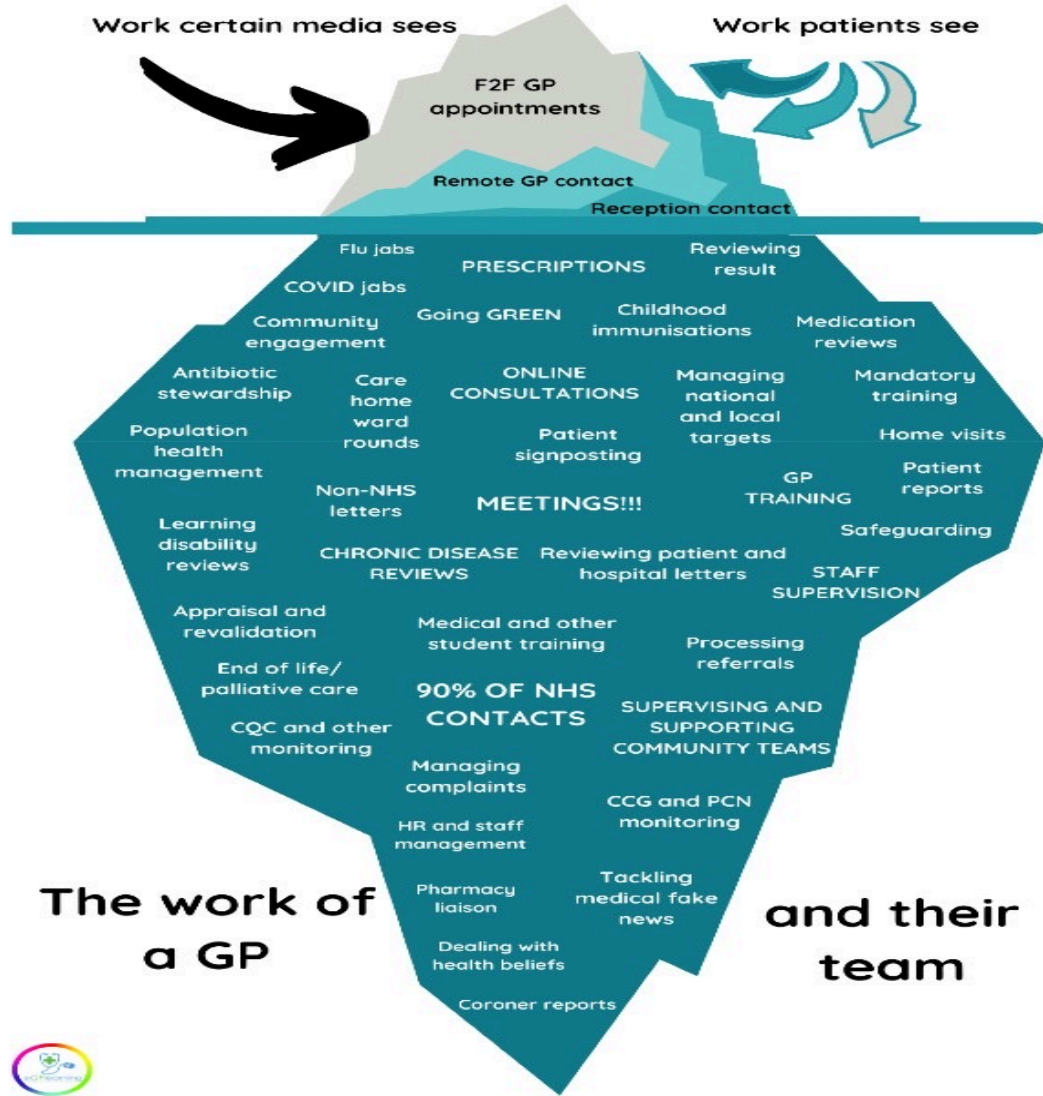 Work certain media sees
Work patients see
F2F GP
appointments
Remote GP contact
Reception contact
Flu jabs
PRESCRIPTIONS
Reviewing
result
COVID jabs
Going GREEN
Childhood
immunisations
Community
engagement
Medication
reviews
Antibiotic
stewardship
Care
home
ward
rounds
ONLINE
CONSULTATIONS
Managing
national
and local
targets
Mandatory
training
Population
health
management
Patient
signposting
Home visits
Non-NHS
letters
MEETINGS!!!
GP
TRAINING
Patient
reports
Learning
disability
reviews
Safeguarding
CHRONIC DISEASE
REVIEWS
Reviewing patient and
hospital letters
STAFF
SUPERVISION
Appraisal and
revalidation
Medical and other
student training
Processing
referrals
End of life/
palliative care
90% OF NHS
CONTACTS
SUPERVISING AND
SUPPORTING
COMMUNITY TEAMS
CQC and other
monitoring
Managing
complaints
CCG and PCN
monitoring
HR and staff
management
Pharmacy
liaison
Tackling
medical fake
news
Dealing with
health beliefs
Coroner reports
The work of
a GP
and their
team